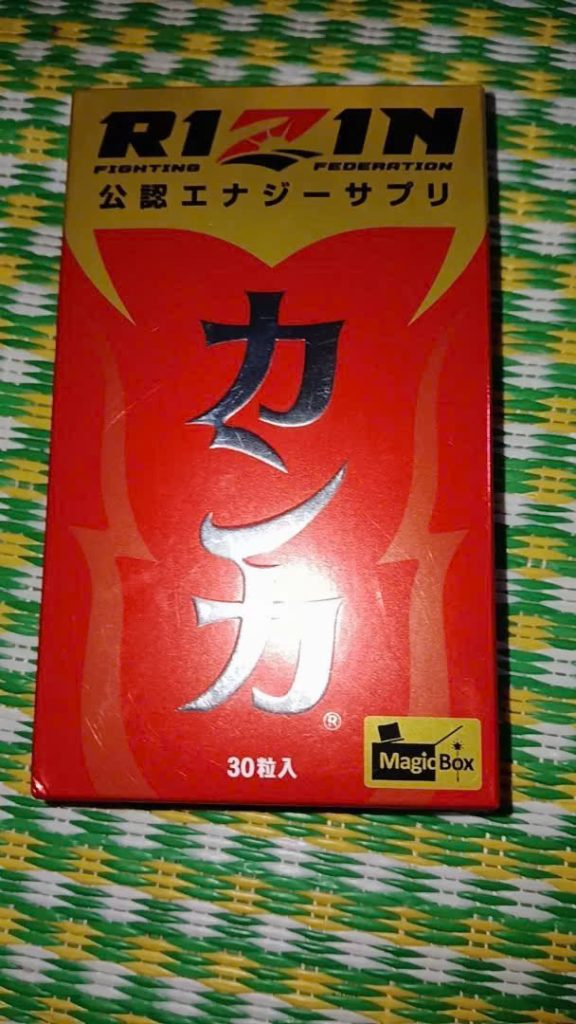 RIZIN
FIGHTING FEDERATION
公認エナジーサプリ
カンカ
®
30粒入
MagicBox